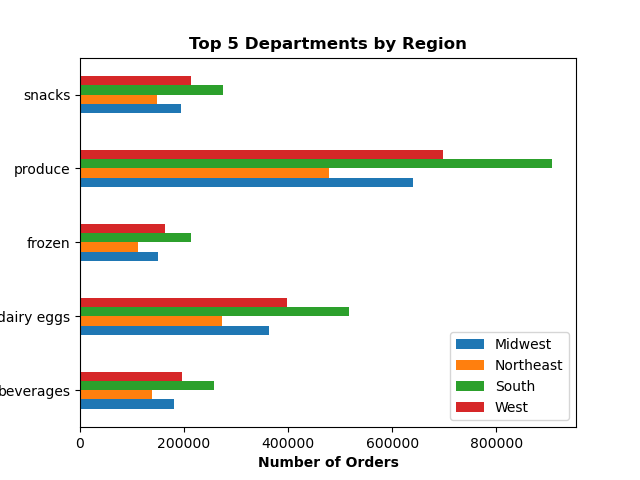 Top 5 Departments by Region
snacks
produce
frozen
dairy eggs
beverages
Midwest
Northeast
South
West
0 200000 400000 600000 800000
Number of Orders